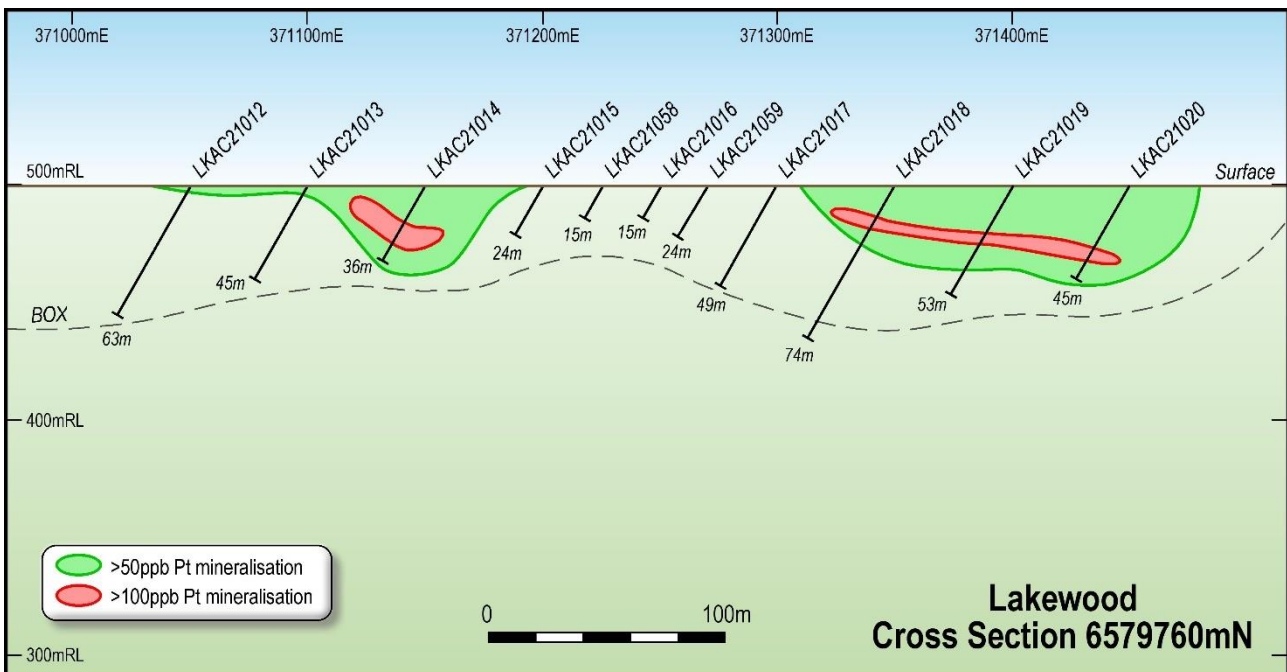 371000mE
371100mE
371200mE
371300mE
371400mE
LKAC21012
LKAC21013
LKAC21014
LKAC21015
LKAC21058
LKAC21016
LKAC21059
LKAC21017
LKAC21018
LKAC21019
LKAC21020
500mRL
Surface
15m
15m
24m
24m
36m
45m
49m
53m
45m
BOX
63m
74m
400mRL
>50ppb Pt mineralisation
>100ppb Pt mineralisation
0
100m
Lakewood
Cross Section 6579760mN
300mRL